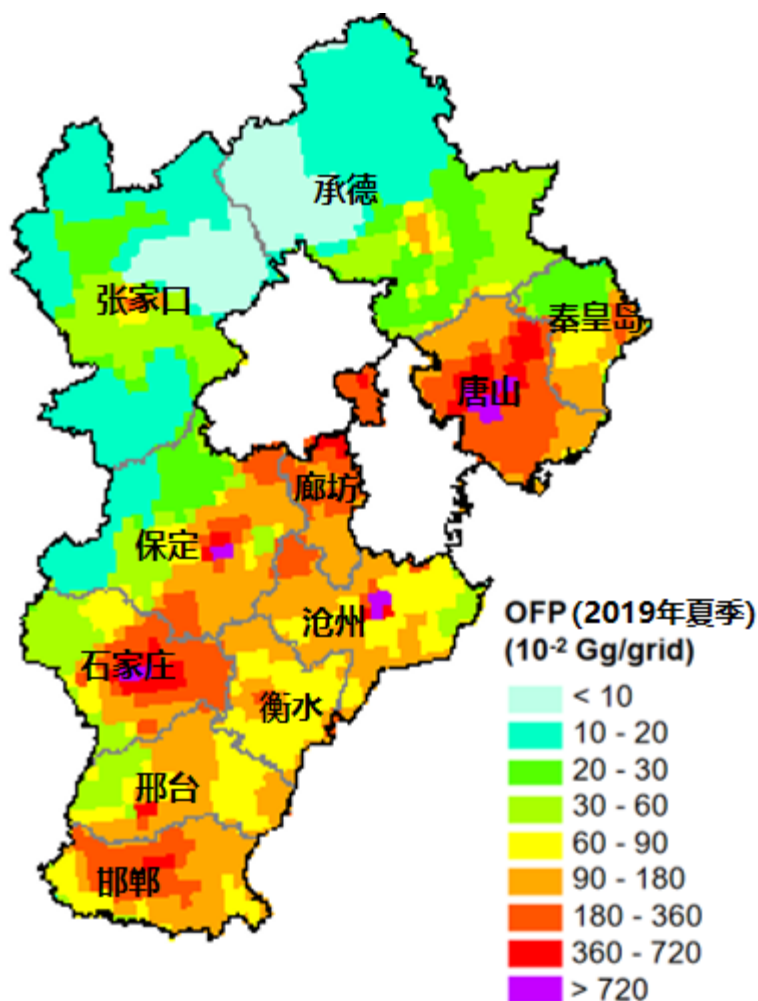 承德
张家口
秦皇岛
唐山
廊坊
保定
沧州
石家庄
衡水
邢台
邯郸
OFP (2019年夏季)
(10⁻² Gg/grid)
< 10
10 - 20
20 - 30
30 - 60
60 - 90
90 - 180
180 - 360
360 - 720
> 720